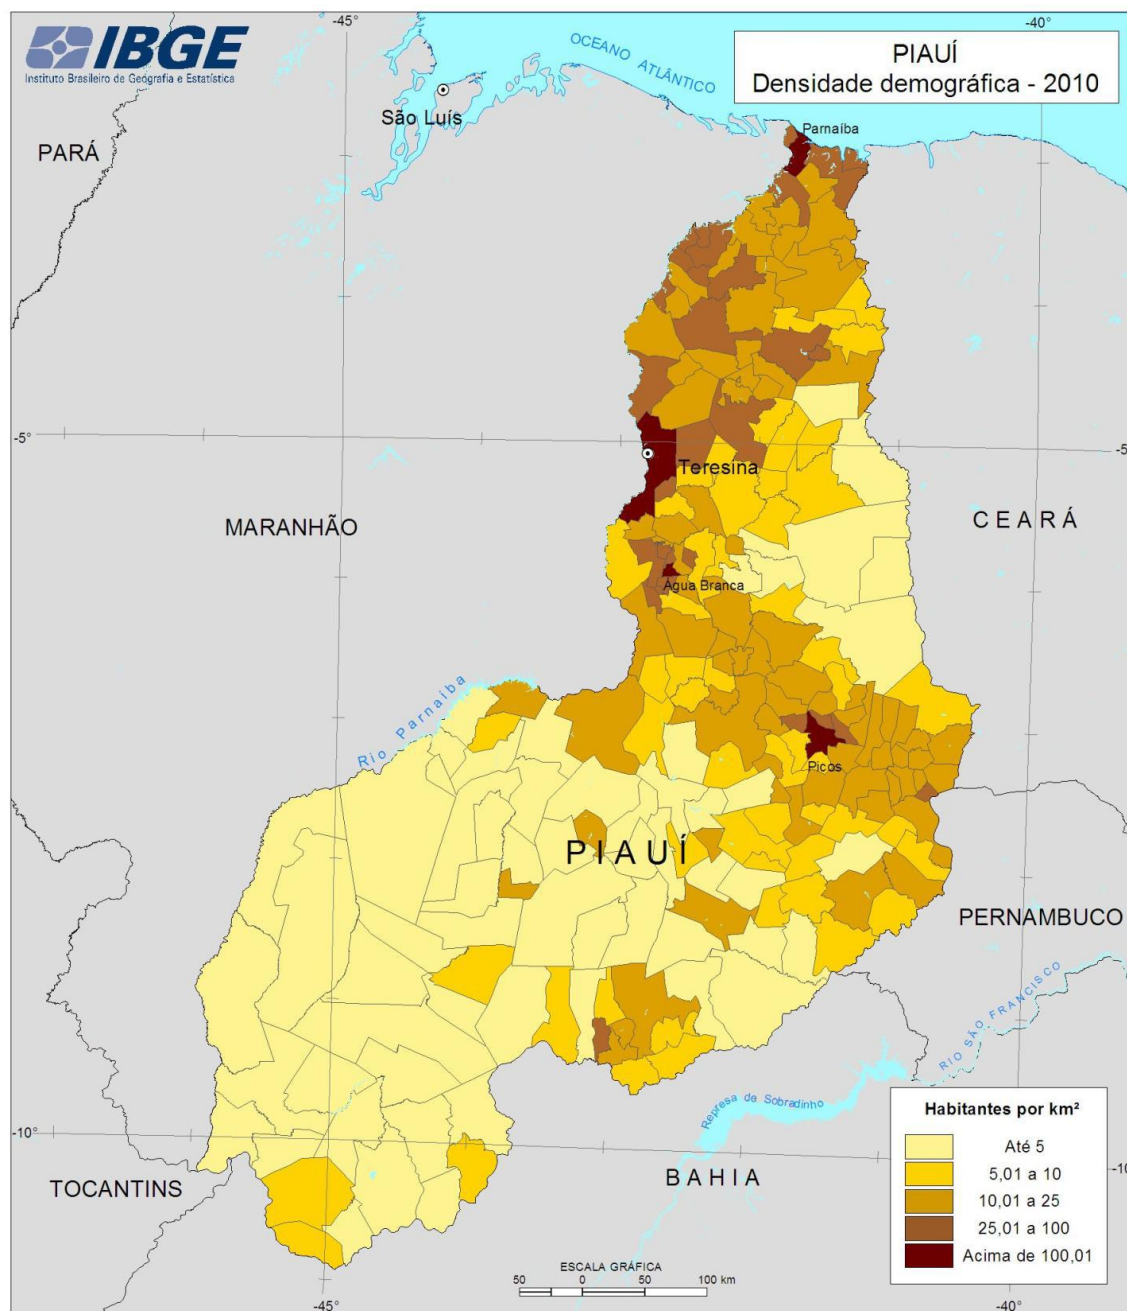 IBGE
Instituto Brasileiro de Geografia e Estatística
-45°
-40°
PIAUÍ
Densidade demográfica - 2010
OCEANO ATLÂNTICO
São Luís
PARÁ
Parnaíba
-5°
-5
Teresina
MARANHÃO
CEARÁ
Água Branca
Rio Parnaíba
Picos
PIAUÍ
PERNAMBUCO
RIO SÃO FRANCISCO
Represa de Sobradinho
-10°
-10
TOCANTINS
BAHIA
Habitantes por km²
Até 5
5,01 a 10
10,01 a 25
25,01 a 100
Acima de 100,01
ESCALA GRÁFICA
50 0 50 100 km
-45°
-40°